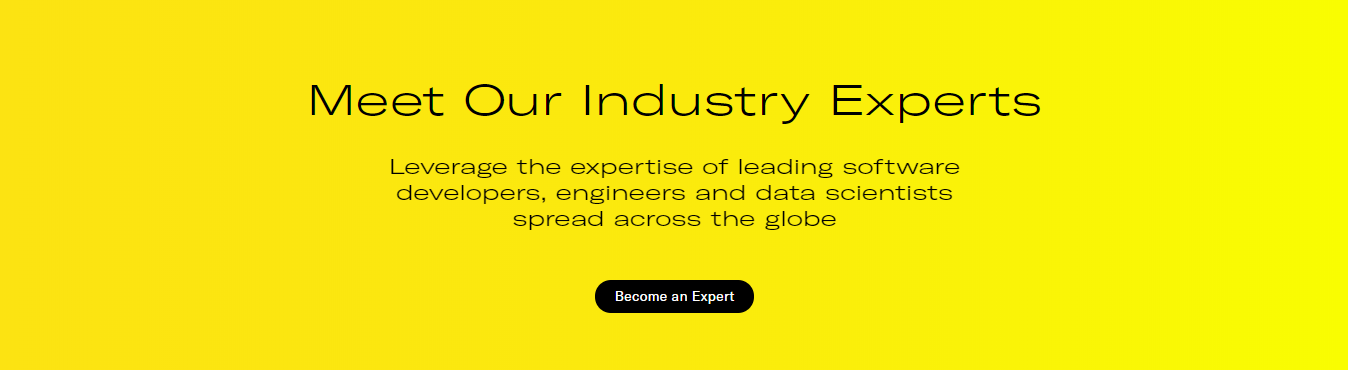 Meet Our Industry Experts
Leverage the expertise of leading software
developers, engineers and data scientists
spread across the globe
Become an Expert